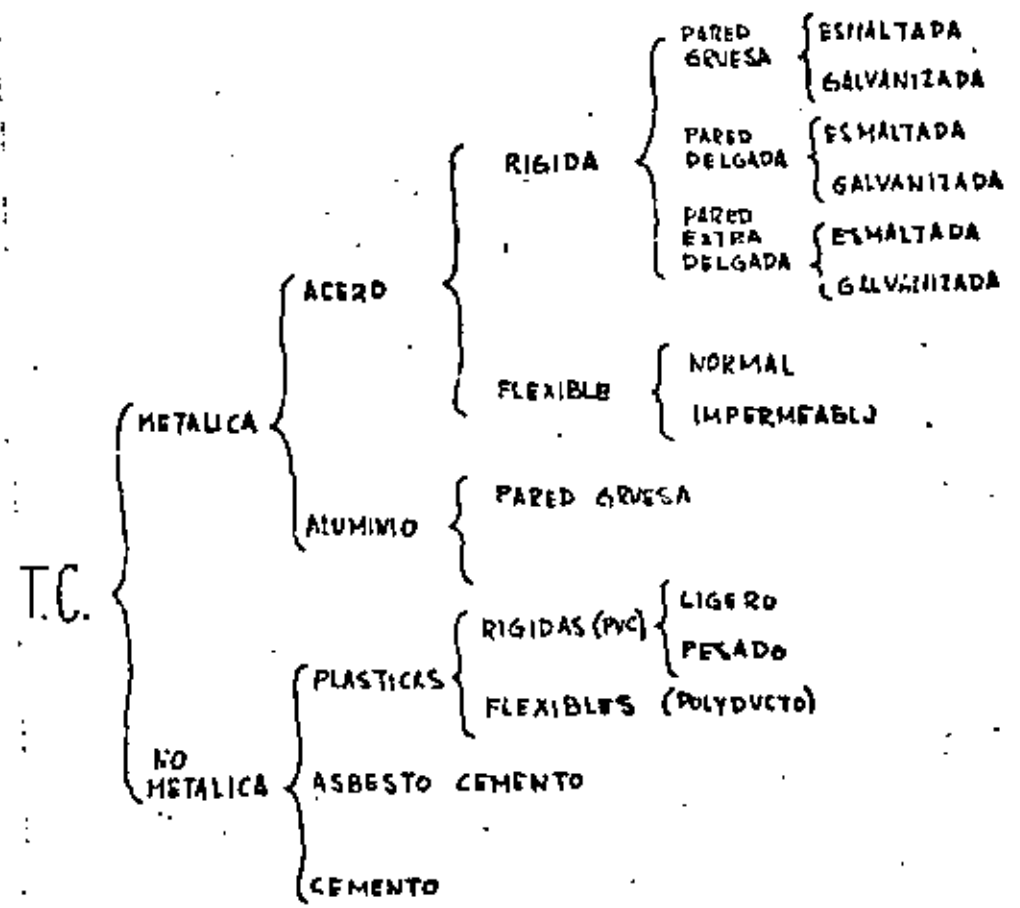 PARED
GRUESA
ESMALTADA
GALVANIZADA
RIGIDA
PARED
DELGADA
ESMALTADA
GALVANIZADA
PARED
EXTRA
DELGADA
ESMALTADA
GALVANIZADA
ACERO
FLEXIBLE
NORMAL
IMPERMEABLE
METALICA
ALUMINIO
PARED GRUESA
T.C.
PLASTICAS
RIGIDAS (PVC)
LIGERO
PESADO
FLEXIBLES (POLYDUCTO)
NO
METALICA
ASBESTO CEMENTO
CEMENTO